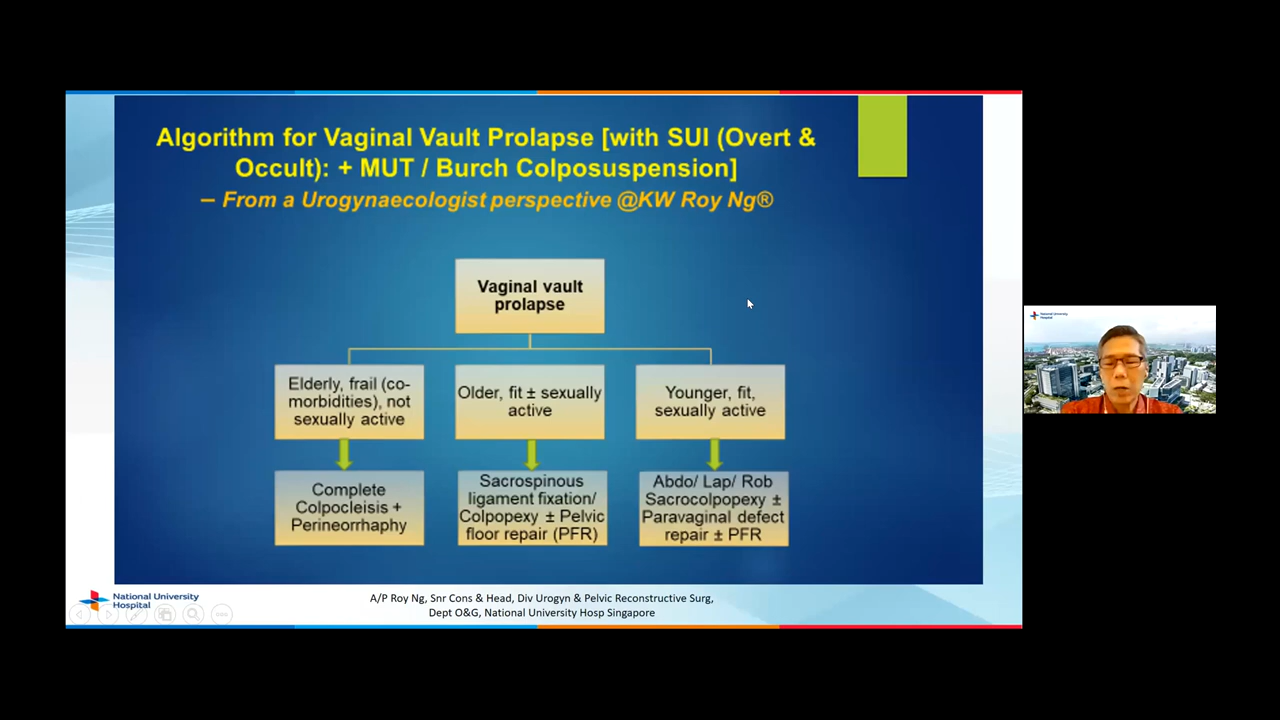 Algorithm for Vaginal Vault Prolapse [with SUI (Overt &
Occult): + MUT / Burch Colposuspension]
– From a Urogynaecologist perspective @KW Roy Ng®
Vaginal vault
prolapse
Elderly, frail (co-
morbidities), not
sexually active
Older, fit ± sexually
active
Younger, fit,
sexually active
Complete
Colpocleisis +
Perineorrhaphy
Sacrospinous
ligament fixation/
Colpopexy ± Pelvic
floor repair (PFR)
Abdo/ Lap/ Rob
Sacrocolpopexy ±
Paravaginal defect
repair ± PFR
National University
Hospital
A/P Roy Ng, Snr Cons & Head, Div Urogyn & Pelvic Reconstructive Surg,
Dept O&G, National University Hosp Singapore
National University
Hospital